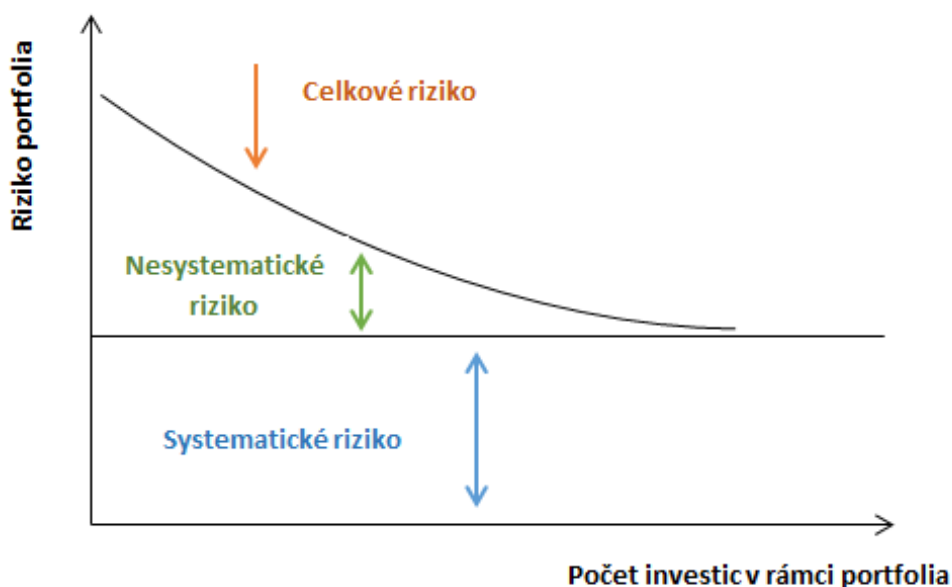 Riziko portfolia
Celkové riziko
Nesystematické
riziko
Systematické riziko
Počet investic v rámci portfolia